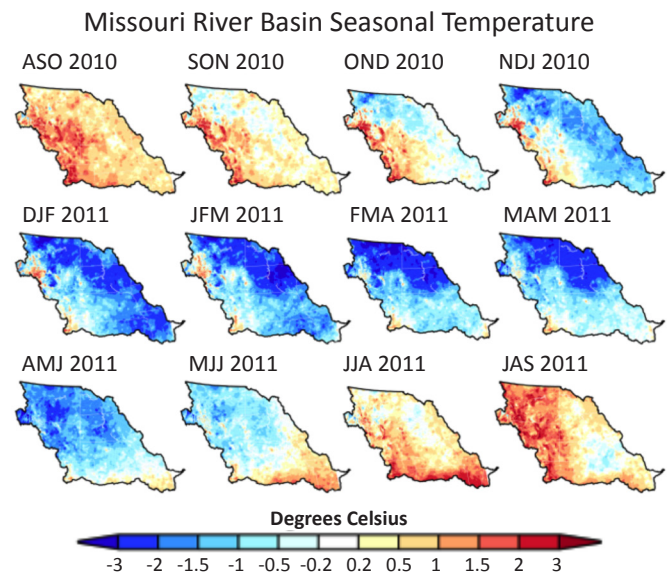 Missouri River Basin Seasonal Temperature
ASO 2010 SON 2010 OND 2010 NDJ 2010
DJF 2011 JFM 2011 FMA 2011 MAM 2011
AMJ 2011 MJJ 2011 JJA 2011 JAS 2011
Degrees Celsius
-3 -2 -1.5 -1 -0.5 -0.2 0.2 0.5 1 1.5 2 3